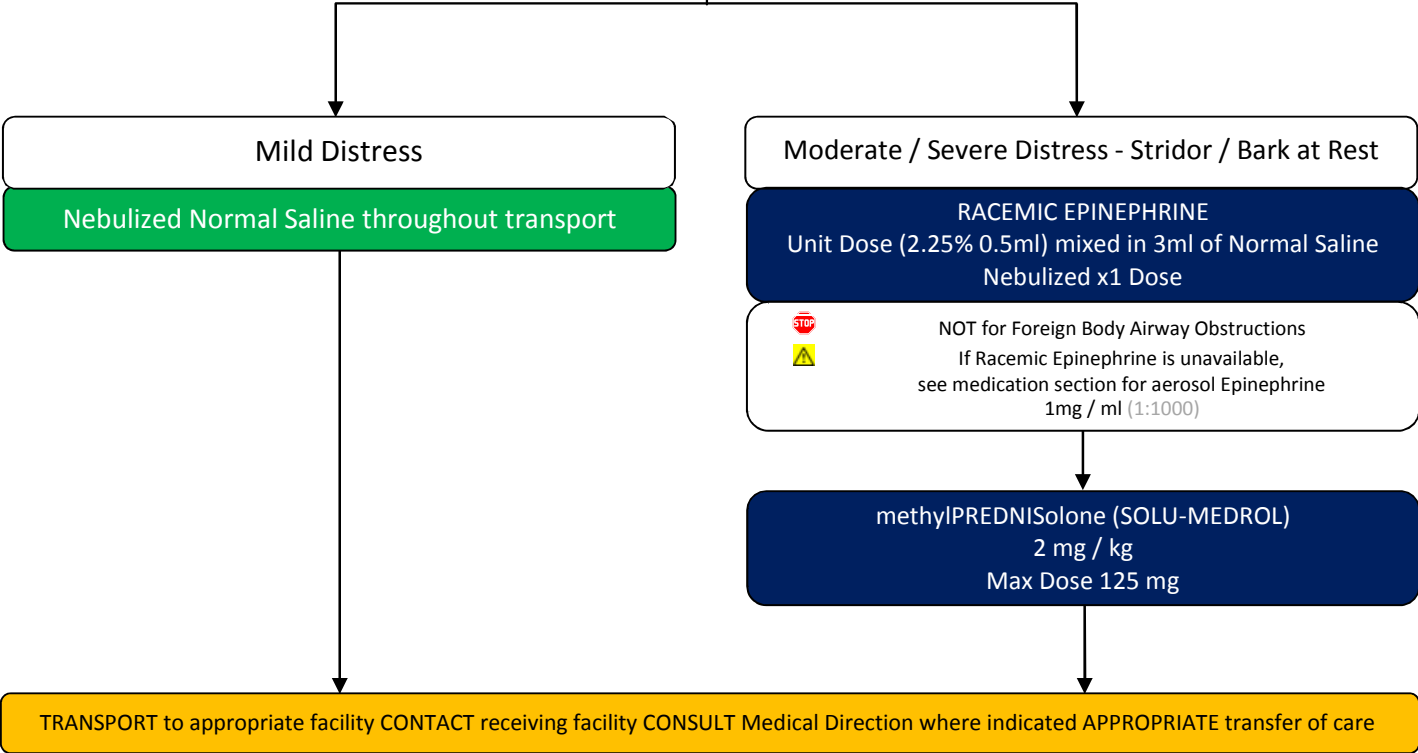 Mild Distress
Nebulized Normal Saline throughout transport
Moderate / Severe Distress - Stridor / Bark at Rest
RACEMIC EPINEPHRINE
Unit Dose (2.25% 0.5ml) mixed in 3ml of Normal Saline
Nebulized x1 Dose
STOP
NOT for Foreign Body Airway Obstructions
If Racemic Epinephrine is unavailable,
see medication section for aerosol Epinephrine
1mg / ml (1:1000)
methylPREDNISolone (SOLU-MEDROL)
2 mg / kg
Max Dose 125 mg
TRANSPORT to appropriate facility CONTACT receiving facility CONSULT Medical Direction where indicated APPROPRIATE transfer of care